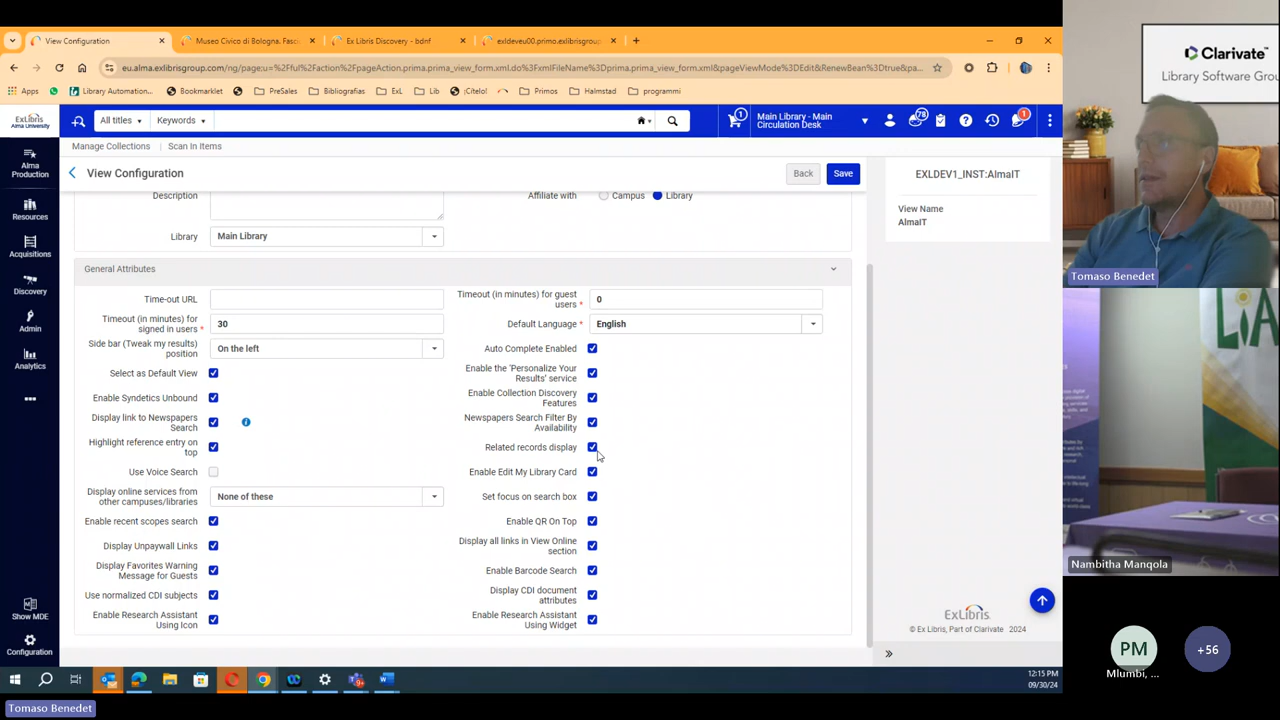 View Configuration
Museo Civico di Bologna. Fasc
Ex Libris Discovery - bdnf
exldeveu00.primo.exlibrisgroup
eu.alma.exlibrisgroup.com/ng/page;u=%2Fful%2Faction%2FpageAction.prima.prima_view_form.xml.do%3FxmlFileName%3Dprima.prima_view_form.xml&pageViewMode%3DEdit&RenewBean%3Dtrue&pa...
Apps
Library Automation...
Bookmarklet
PreSales
Bibliografias
ExL
Lib
¡Cítelo!
Primos
Halmstad
programmi
ExLibris
Alma University
All titles
Keywords
Main Library - Main
Circulation Desk
78
1
Manage Collections
Scan In Items
Alma
Production
Resources
Acquisitions
Discovery
Admin
Analytics
Show MDE
Configuration
View Configuration
Back
Save
EXLDEV1_INST:AlmaIT
View Name
AlmaIT
Description
Affiliate with
Campus
Library
Library
Main Library
General Attributes
Time-out URL
Timeout (in minutes) for guest
users *
0
Timeout (in minutes) for
signed in users *
30
Default Language *
English
Side bar (Tweak my results)
position
On the left
Auto Complete Enabled
Select as Default View
Enable the 'Personalize Your
Results' service
Enable Syndetics Unbound
Enable Collection Discovery
Features
Display link to Newspapers
Search
Newspapers Search Filter By
Availability
Highlight reference entry on
top
Related records display
Use Voice Search
Enable Edit My Library Card
Display online services from
other campuses/libraries
None of these
Set focus on search box
Enable recent scopes search
Enable QR On Top
Display Unpaywall Links
Display all links in View Online
section
Display Favorites Warning
Message for Guests
Enable Barcode Search
Use normalized CDI subjects
Display CDI document
attributes
Enable Research Assistant
Using Icon
Enable Research Assistant
Using Widget
ExLibris
© Ex Libris, Part of Clarivate 2024
12:15 PM
09/30/24
Tomaso Benedet
Clarivate™
Library Software Grou
Tomaso Benedet
LIA
Nambitha Manqola
PM
Mlumbi, ...
+56